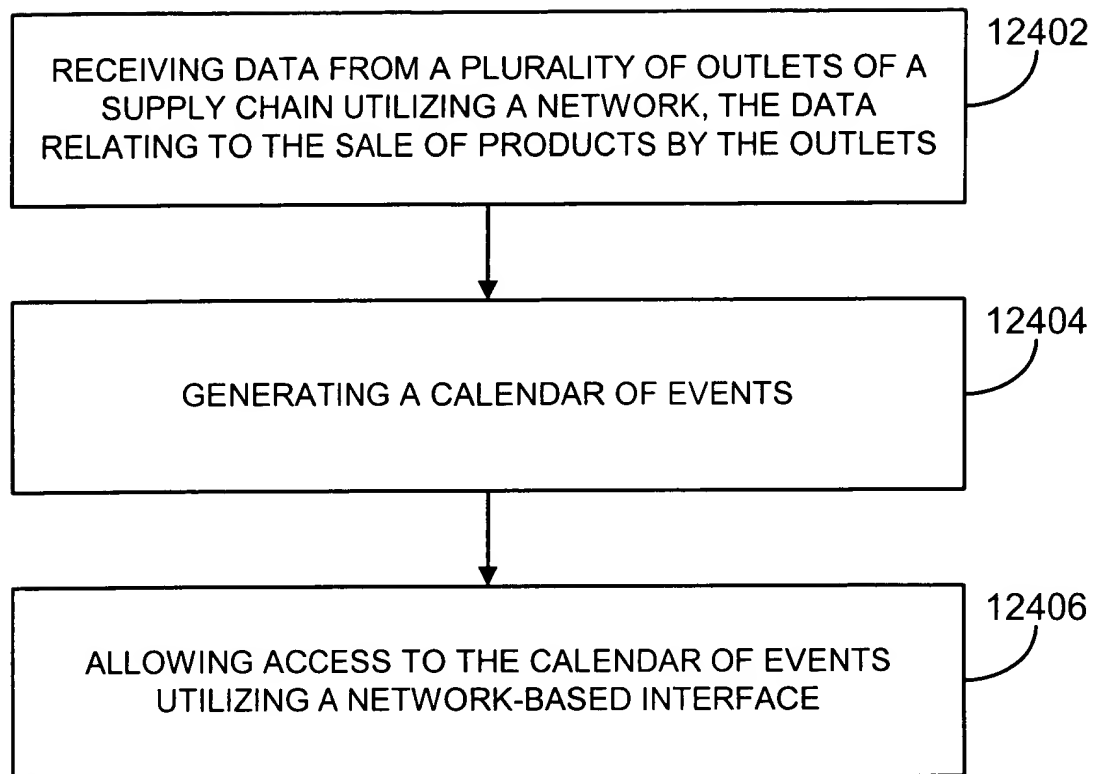 12402
RECEIVING DATA FROM A PLURALITY OF OUTLETS OF A
SUPPLY CHAIN UTILIZING A NETWORK, THE DATA
RELATING TO THE SALE OF PRODUCTS BY THE OUTLETS
12404
GENERATING A CALENDAR OF EVENTS
12406
ALLOWING ACCESS TO THE CALENDAR OF EVENTS
UTILIZING A NETWORK-BASED INTERFACE